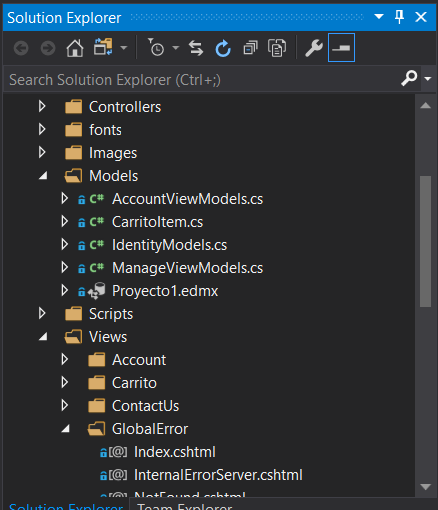 Solution Explorer
Search Solution Explorer (Ctrl+;)
Controllers
fonts
Images
Models
C# AccountViewModels.cs
C# CarritoItem.cs
C# IdentityModels.cs
C# ManageViewModels.cs
Proyecto1.edmx
Scripts
Views
Account
Carrito
ContactUs
GlobalError
[@] Index.cshtml
[@] InternalErrorServer.cshtml
[@] NotFound.cshtml
Solution Explorer Team Explorer